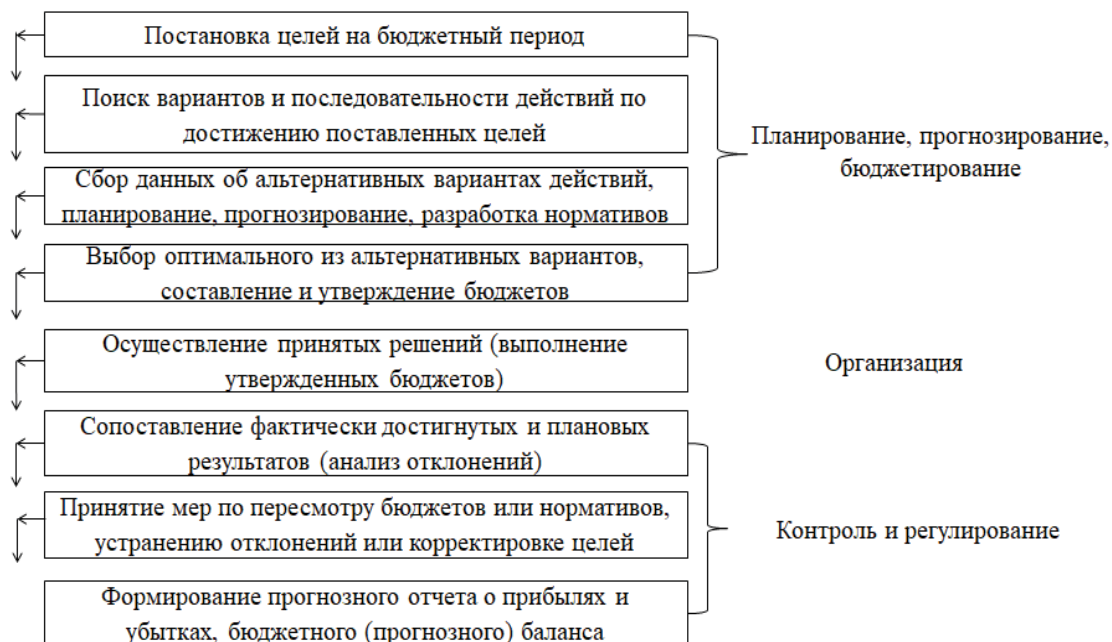 Постановка целей на бюджетный период
Поиск вариантов и последовательности действий по
достижению поставленных целей
Сбор данных об альтернативных вариантах действий,
планирование, прогнозирование, разработка нормативов
Выбор оптимального из альтернативных вариантов,
составление и утверждение бюджетов
Планирование, прогнозирование,
бюджетирование
Осуществление принятых решений (выполнение
утвержденных бюджетов)
Организация
Сопоставление фактически достигнутых и плановых
результатов (анализ отклонений)
Принятие мер по пересмотру бюджетов или нормативов,
устранению отклонений или корректировке целей
Формирование прогнозного отчета о прибылях и
убытках, бюджетного (прогнозного) баланса
Контроль и регулирование